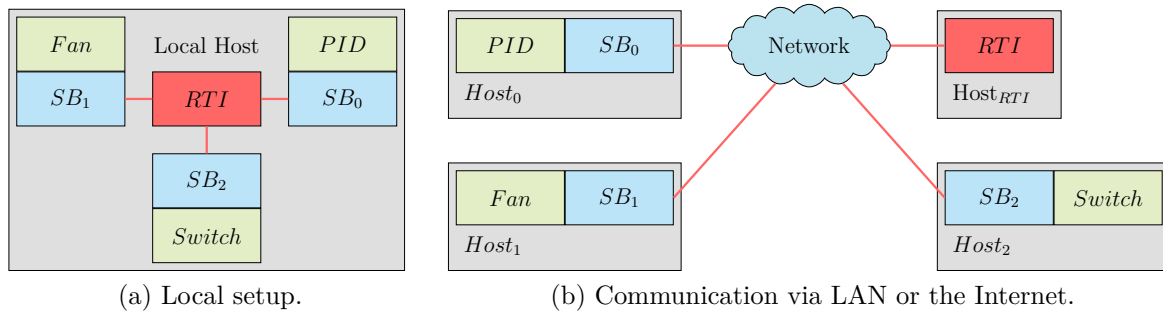 Fan
Local Host
PID
SB₁
RTI
SB₀
SB₂
Switch
(a) Local setup.
PID
SB₀
Host₀
Network
RTI
Host_RTI
Fan
SB₁
Host₁
SB₂
Switch
Host₂
(b) Communication via LAN or the Internet.